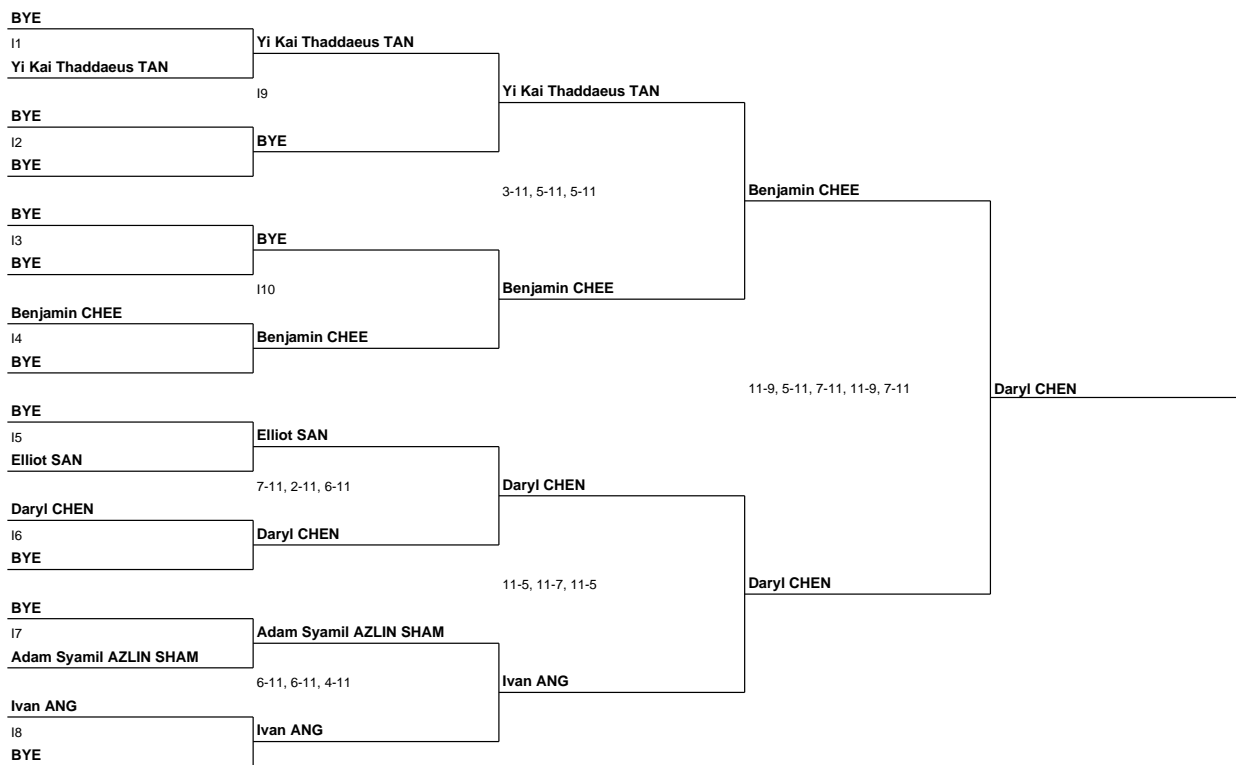 BYE
I1
Yi Kai Thaddaeus TAN
Yi Kai Thaddaeus TAN
I9
Yi Kai Thaddaeus TAN
BYE
I2
BYE
BYE
3-11, 5-11, 5-11
Benjamin CHEE
BYE
I3
BYE
BYE
I10
Benjamin CHEE
Benjamin CHEE
I4
Benjamin CHEE
BYE
11-9, 5-11, 7-11, 11-9, 7-11
Daryl CHEN
BYE
I5
Elliot SAN
Elliot SAN
7-11, 2-11, 6-11
Daryl CHEN
Daryl CHEN
I6
Daryl CHEN
BYE
11-5, 11-7, 11-5
Daryl CHEN
BYE
I7
Adam Syamil AZLIN SHAM
Adam Syamil AZLIN SHAM
6-11, 6-11, 4-11
Ivan ANG
Ivan ANG
I8
Ivan ANG
BYE